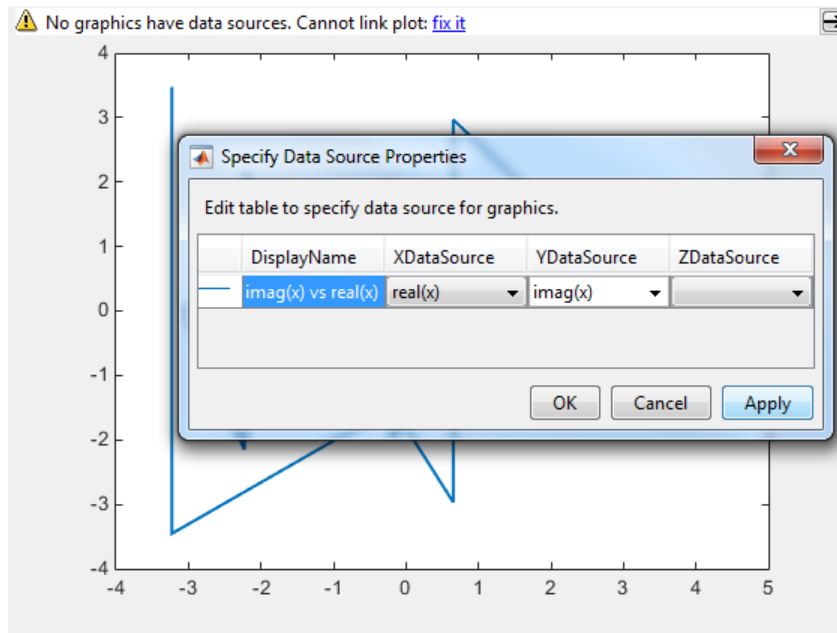 No graphics have data sources. Cannot link plot: fix it
4
3
2
1
0
-1
-2
-3
-4
Specify Data Source Properties
Edit table to specify data source for graphics.
DisplayName XDataSource YDataSource ZDataSource
imag(x) vs real(x) real(x) imag(x)
OK Cancel Apply
-4 -3 -2 -1 0 1 2 3 4 5